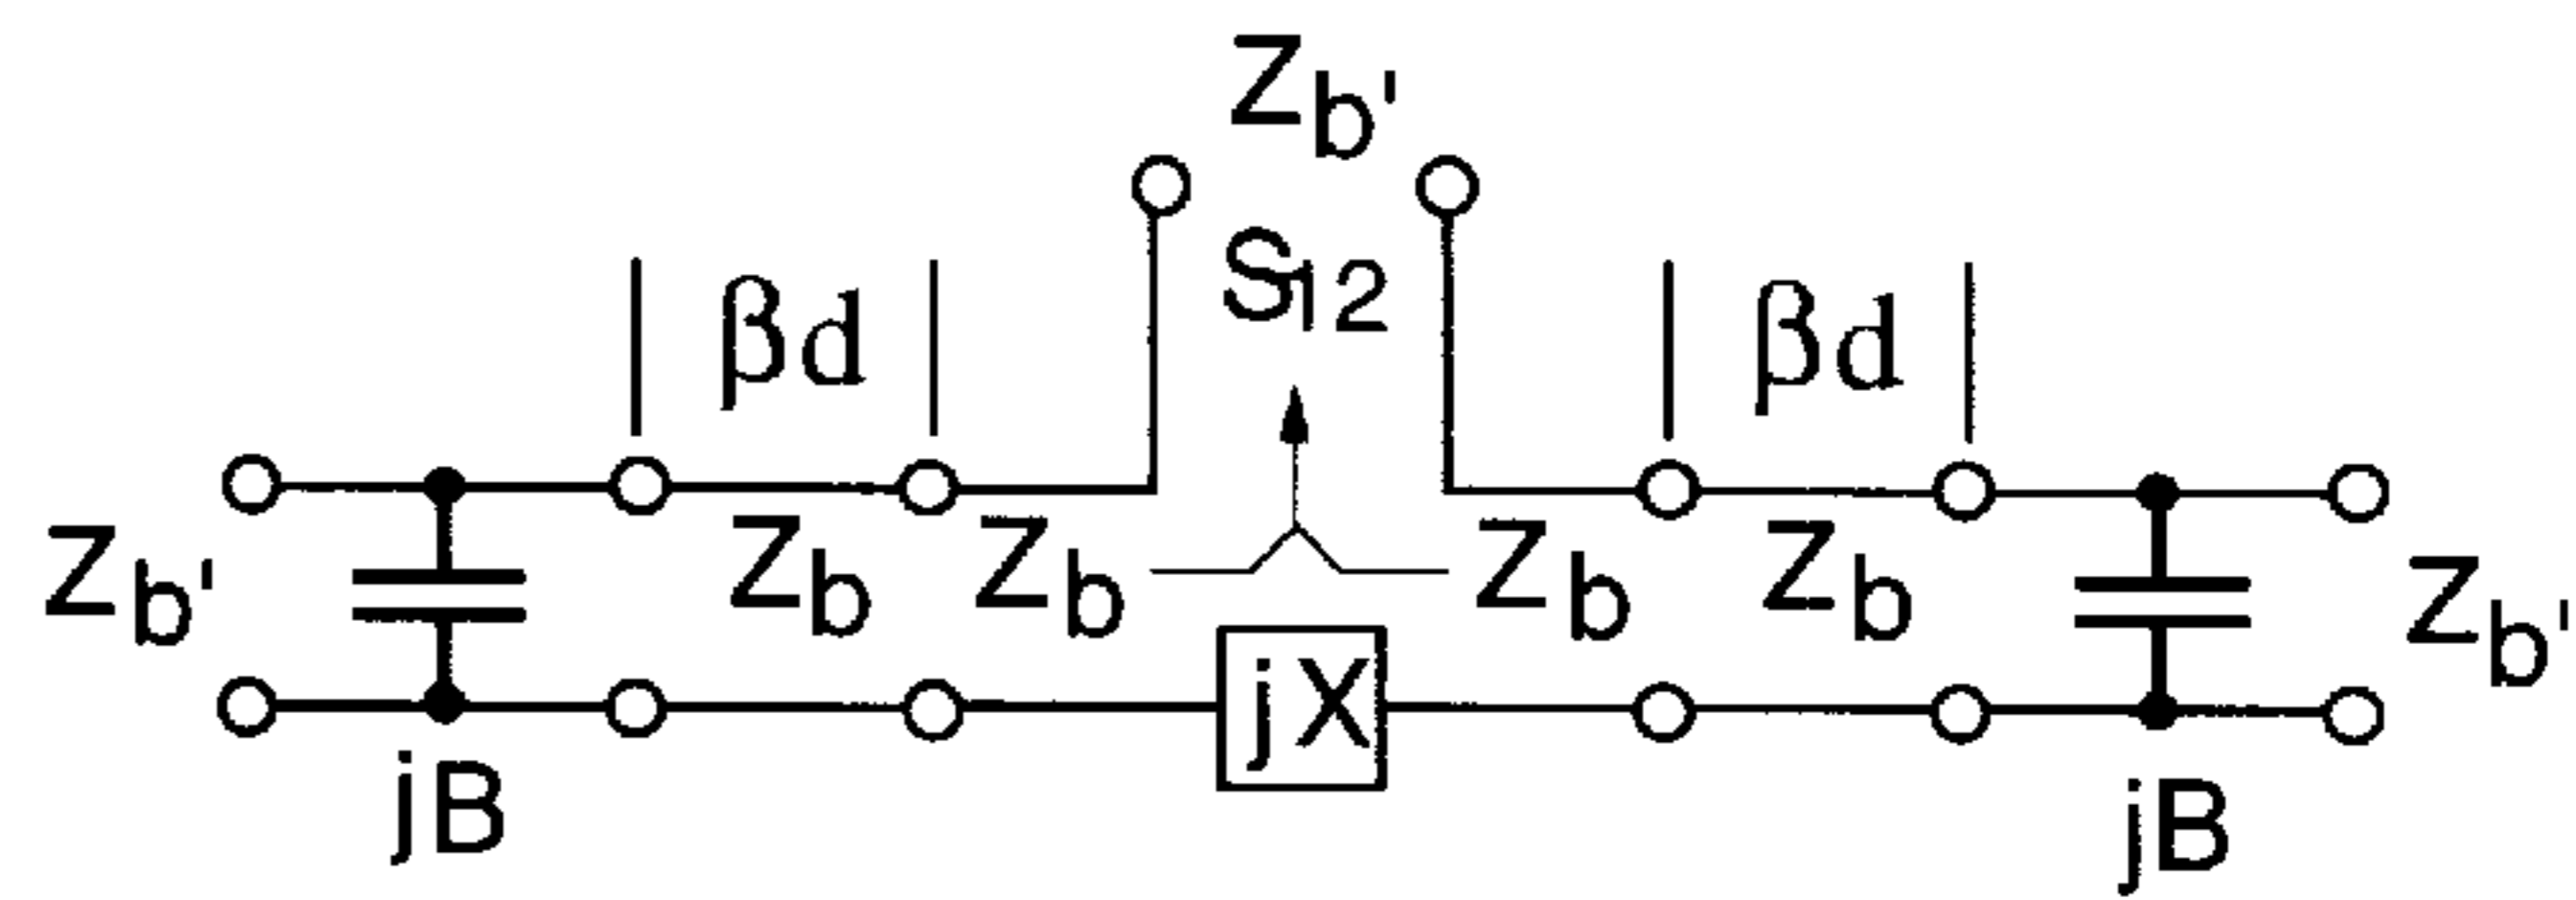 Zb'
S12
βd βd
Zb' Zb Zb Zb Zb Zb'
jX
jB jB